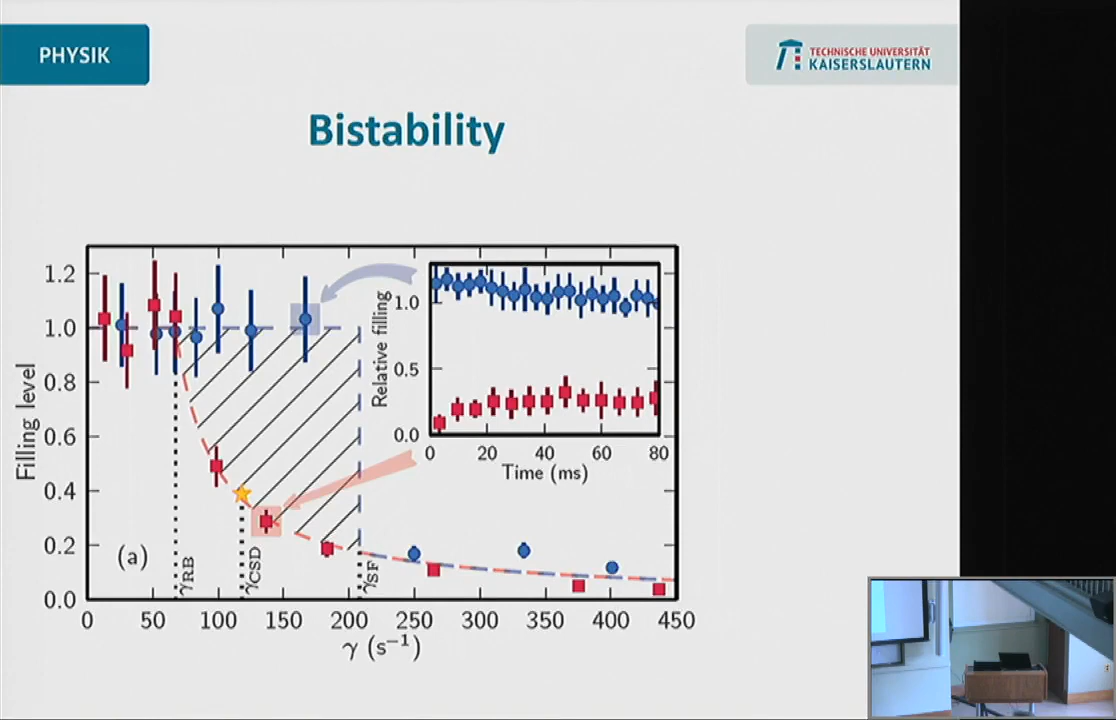 PHYSIK
TECHNISCHE UNIVERSITÄT
KAISERSLAUTERN
Bistability
Filling level
1.2
1.0
0.8
0.6
0.4
0.2
0.0
(a)
γRB
γCSD
γSF
0 50 100 150 200 250 300 350 400 450
γ (s⁻¹)
Relative filling
1.0
0.5
0.0
0 20 40 60 80
Time (ms)